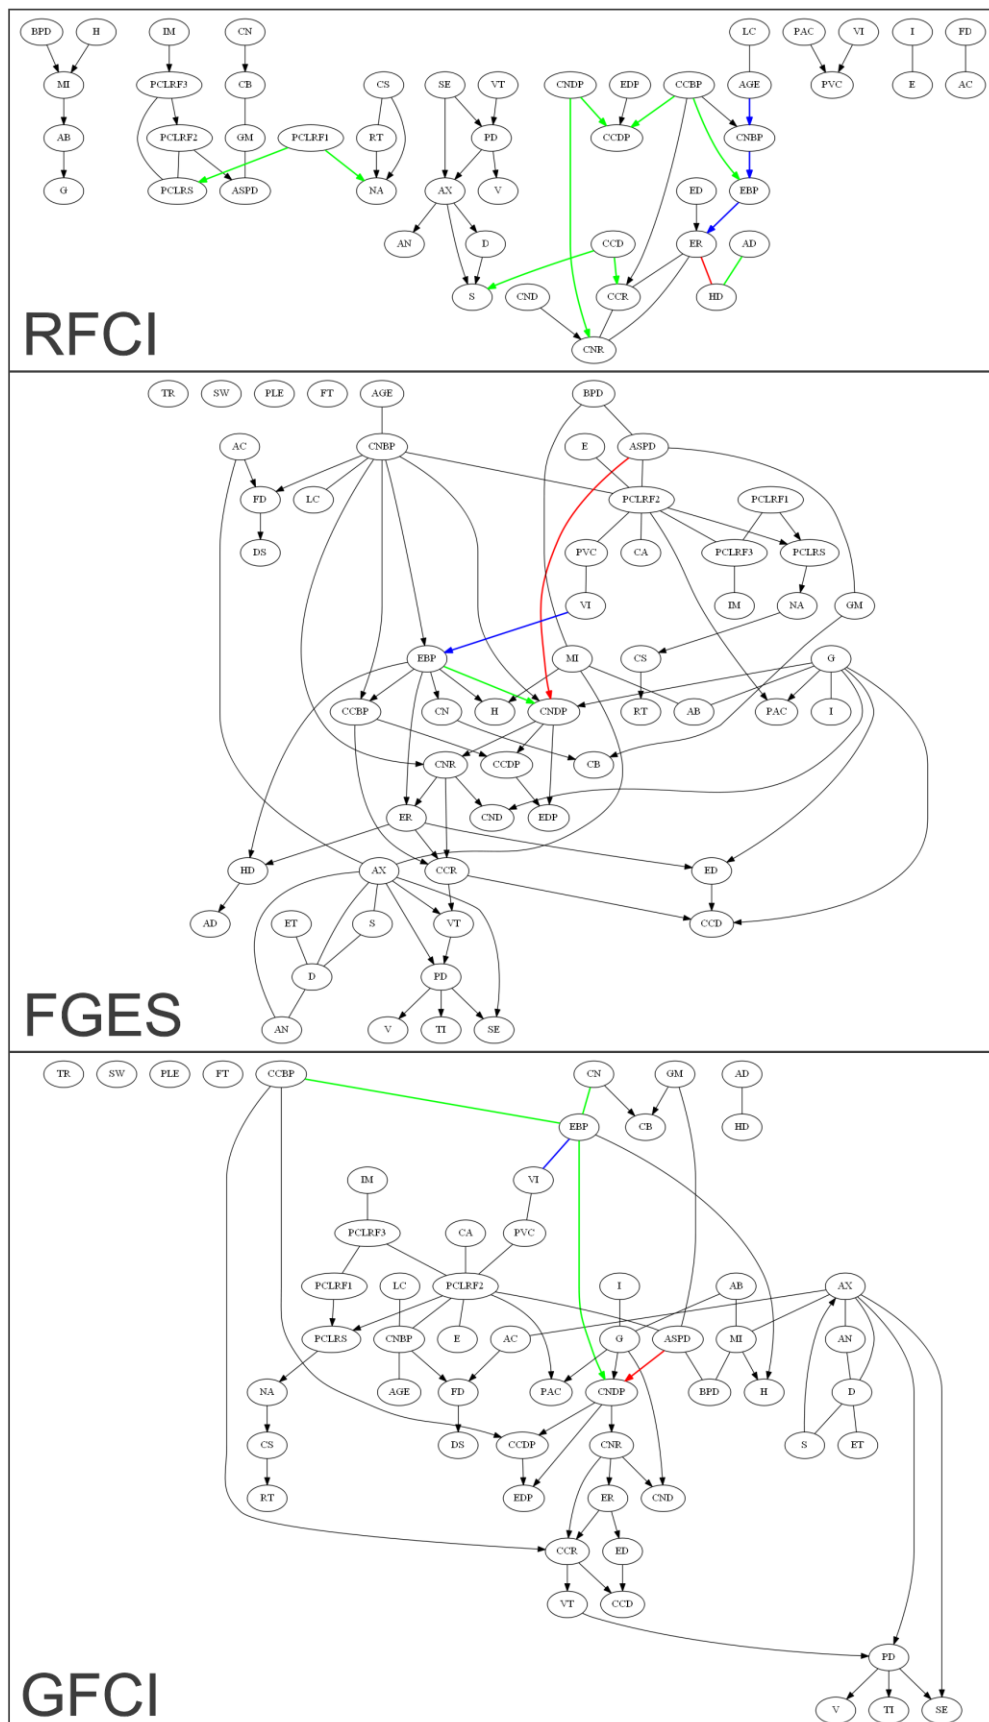 BPD H IM CN LC PAC VI I FD
MI PCLRF3 CB CS SE VT CNDP EDP CCBP AGE PVC E AC
AB PCLRF2 GM PCLRF1 RT PD CCDP CNBP
G PCLRS ASPD NA AX V ED EBP
AN D CCD ER AD
S CND CCR HD
RFCI CNR
TR SW PLE FT AGE BPD
AC CNBP E ASPD
FD LC PCLRF2 PCLRF1
DS PVC CA PCLRF3 PCLRS
VI IM NA GM
EBP MI CS G
CCBP CN H CNDP RT AB PAC I
CNR CCDP CB
ER CND EDP
HD AX CCR ED
AD ET S VT CCD
D PD
FGES AN V TI SE
TR SW PLE FT CCBP CN GM AD
EBP CB HD
IM VI
PCLRF3 CA PVC
PCLRF1 LC PCLRF2 I AB AX
PCLRS CNBP E AC G ASPD MI AN
NA AGE FD PAC CNDP BPD H D
CS DS CCDP CNR S ET
RT EDP ER CND
CCR ED
VT CCD
PD
GFCI V TI SE